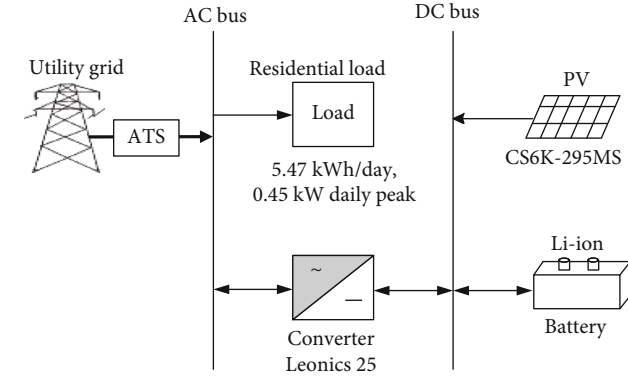 AC bus
DC bus
Utility grid
ATS
Residential load
Load
5.47 kWh/day,
0.45 kW daily peak
PV
CS6K-295MS
~
—
Converter
Leonics 25
Li-ion
Battery